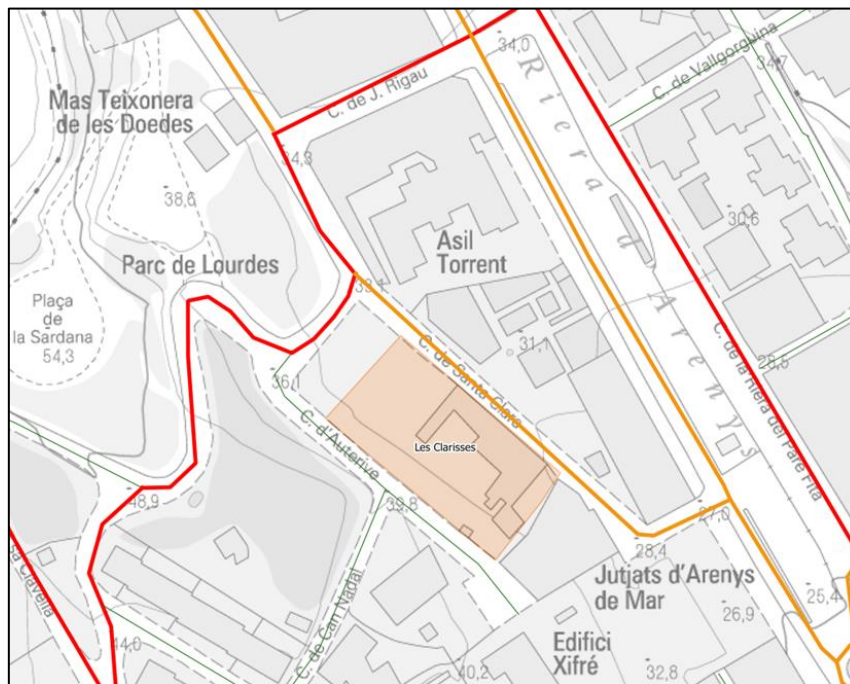 34,0
C. de Vallgorguina
34,7
Mas Teixonera
de les Doedes
C. de J. Rigau
34,3
38,6
30,6
Riera d'Arenys
Asil
Torrent
Parc de Lourdes
33,1
Plaça
de
la Sardana
54,3
31,1
C. de Santa Clara
28,5
C. de la Riera del Pare Fita
36,1
C. d'Auterive
Les Clarisses
48,9
39,8
27,0
28,4
Jutjats d'Arenys
de Mar
25,4
26,9
C. de Can Nadal
sa Clavella
44,0
Edifici
Xifré
40,2
32,8